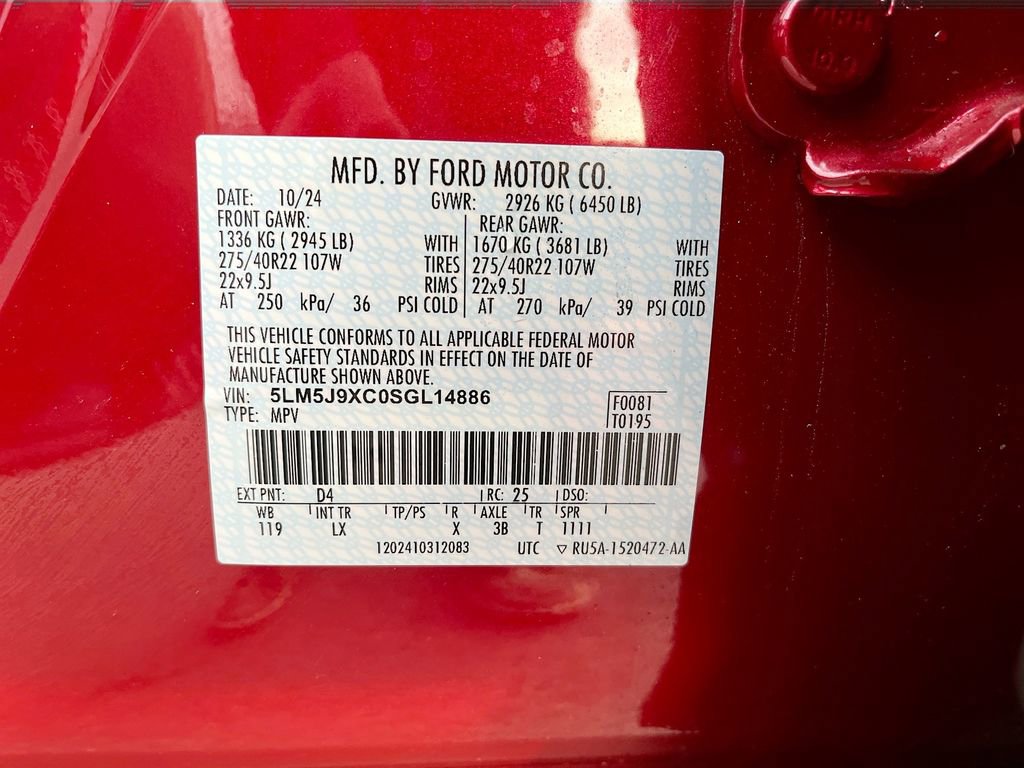 MFD. BY FORD MOTOR CO.
DATE: 10/24 GVWR: 2926 KG ( 6450 LB)
FRONT GAWR: REAR GAWR:
1336 KG ( 2945 LB) WITH 1670 KG ( 3681 LB) WITH
275/40R22 107W TIRES 275/40R22 107W TIRES
22x9.5J RIMS 22x9.5J RIMS
AT 250 kPa/ 36 PSI COLD AT 270 kPa/ 39 PSI COLD
THIS VEHICLE CONFORMS TO ALL APPLICABLE FEDERAL MOTOR
VEHICLE SAFETY STANDARDS IN EFFECT ON THE DATE OF
MANUFACTURE SHOWN ABOVE.
VIN: 5LM5J9XC0SGL14886
F0081
TYPE: MPV
T0195
EXT PNT: D4 RC: 25 DSO:
WB INT TR TP/PS R AXLE TR SPR
119 LX X 3B T 1111
1202410312083 UTC ▽ RU5A-1520472-AA